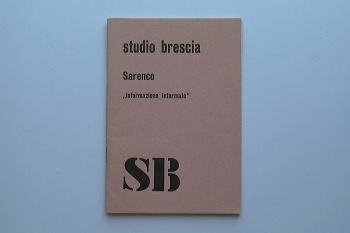 studio brescia
Sarenco
„informazione informale"
SB